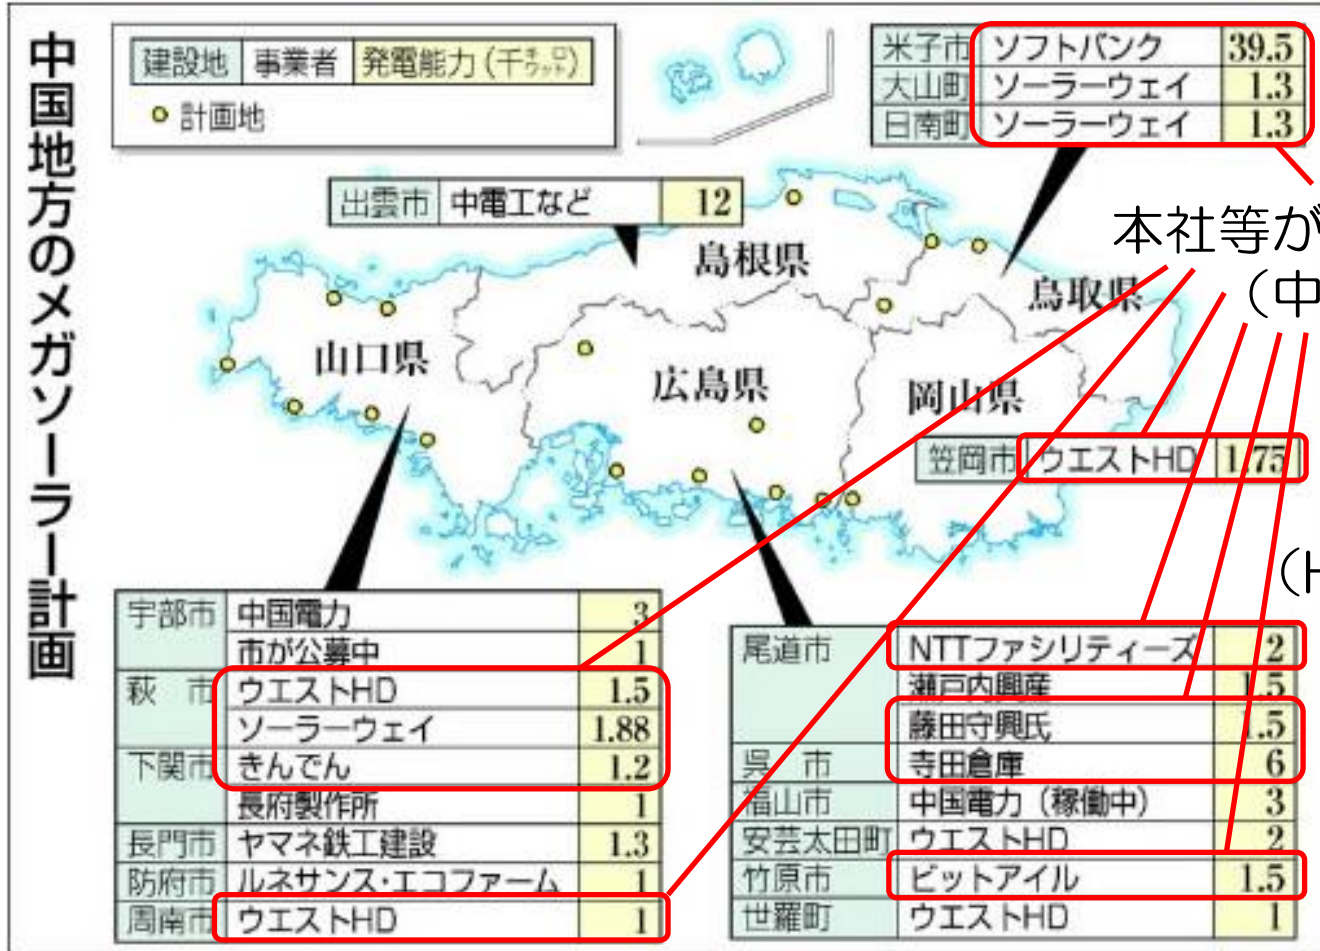 中国地方のメガソーラー計画
建設地 事業者 発電能力(千㌔㍗)
計画地
米子市 ソフトバンク 39.5
大山町 ソーラーウェイ 1.3
日南町 ソーラーウェイ 1.3
出雲市 中電工など 12
本社等が
(中
島根県
鳥取県
山口県
広島県
岡山県
笠岡市 ウエストHD 1.75
(H
宇部市 中国電力 3
市が公募中 1
萩 市 ウエストHD 1.5
ソーラーウェイ 1.88
下関市 きんでん 1.2
長府製作所 1
長門市 ヤマネ鉄工建設 1.3
防府市 ルネサンス・エコファーム 1
周南市 ウエストHD 1
尾道市 NTTファシリティーズ 2
瀬戸内興産 1.5
藤田守興氏 1.5
呉 市 寺田倉庫 6
福山市 中国電力(稼働中) 3
安芸太田町 ウエストHD 2
竹原市 ビットアイル 1.5
世羅町 ウエストHD 1